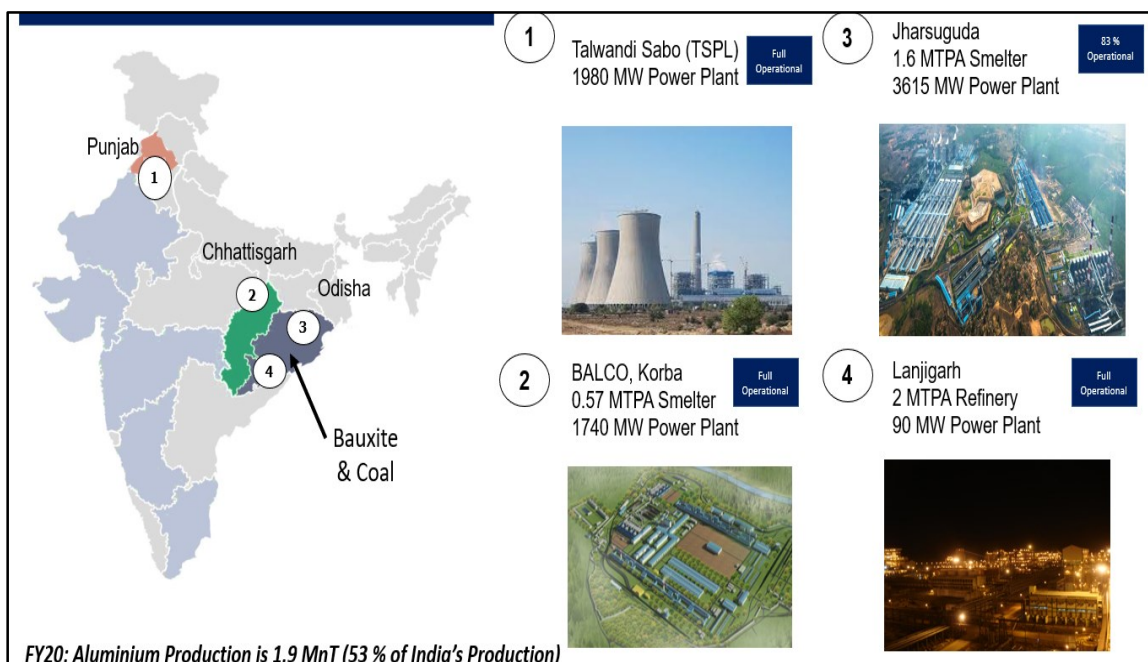 Punjab
1
Chhattisgarh
2
Odisha
3
4
Bauxite
& Coal
FY20: Aluminium Production is 1.9 MnT (53 % of India's Production)
1
Talwandi Sabo (TSPL)
1980 MW Power Plant
Full
Operational
2
BALCO, Korba
0.57 MTPA Smelter
1740 MW Power Plant
Full
Operational
3
Jharsuguda
1.6 MTPA Smelter
3615 MW Power Plant
83 %
Operational
4
Lanjigarh
2 MTPA Refinery
90 MW Power Plant
Full
Operational